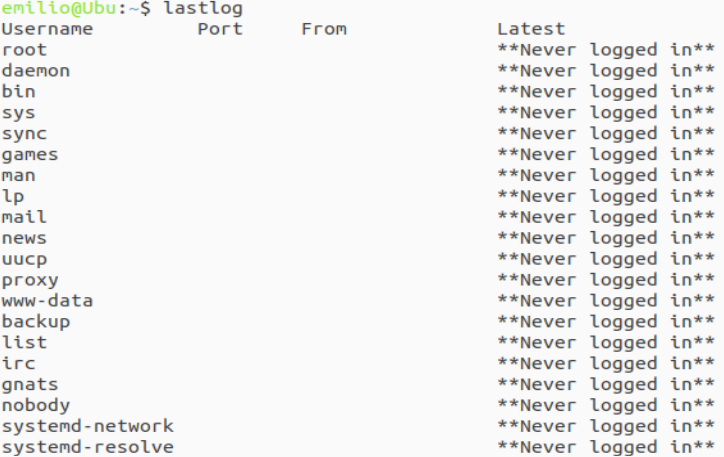 emilio@Ubu:~$ lastlog
Username Port From Latest
root **Never logged in**
daemon **Never logged in**
bin **Never logged in**
sys **Never logged in**
sync **Never logged in**
games **Never logged in**
man **Never logged in**
lp **Never logged in**
mail **Never logged in**
news **Never logged in**
uucp **Never logged in**
proxy **Never logged in**
www-data **Never logged in**
backup **Never logged in**
list **Never logged in**
irc **Never logged in**
gnats **Never logged in**
nobody **Never logged in**
systemd-network **Never logged in**
systemd-resolve **Never logged in**